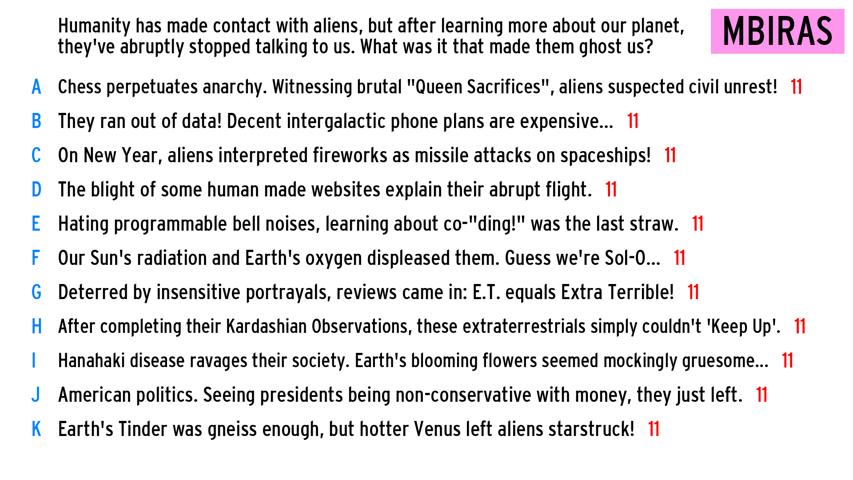 Humanity has made contact with aliens, but after learning more about our planet,
they've abruptly stopped talking to us. What was it that made them ghost us?
MBIRAS
A Chess perpetuates anarchy. Witnessing brutal "Queen Sacrifices", aliens suspected civil unrest! 11
B They ran out of data! Decent intergalactic phone plans are expensive... 11
C On New Year, aliens interpreted fireworks as missile attacks on spaceships! 11
D The blight of some human made websites explain their abrupt flight. 11
E Hating programmable bell noises, learning about co-"ding!" was the last straw. 11
F Our Sun's radiation and Earth's oxygen displeased them. Guess we're Sol-O... 11
G Deterred by insensitive portrayals, reviews came in: E.T. equals Extra Terrible! 11
H After completing their Kardashian Observations, these extraterrestrials simply couldn't 'Keep Up'. 11
I Hanahaki disease ravages their society. Earth's blooming flowers seemed mockingly gruesome... 11
J American politics. Seeing presidents being non-conservative with money, they just left. 11
K Earth's Tinder was gneiss enough, but hotter Venus left aliens starstruck! 11